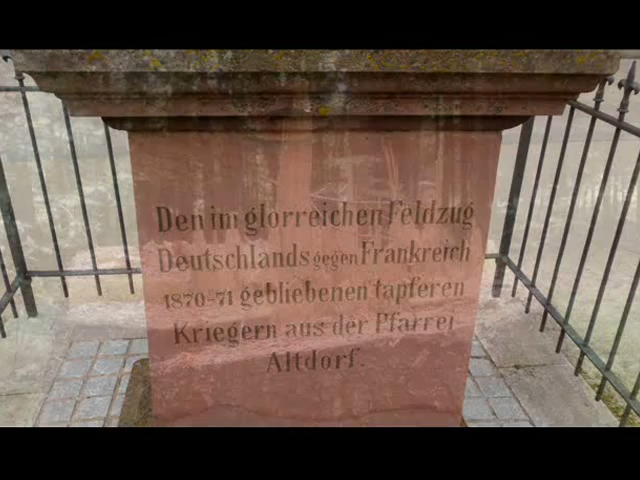 Den im glorreichen Feldzug
Deutschlands gegen Frankreich
1870-71 gebliebenen tapferen
Kriegern aus der Pfarrei
Altdorf.